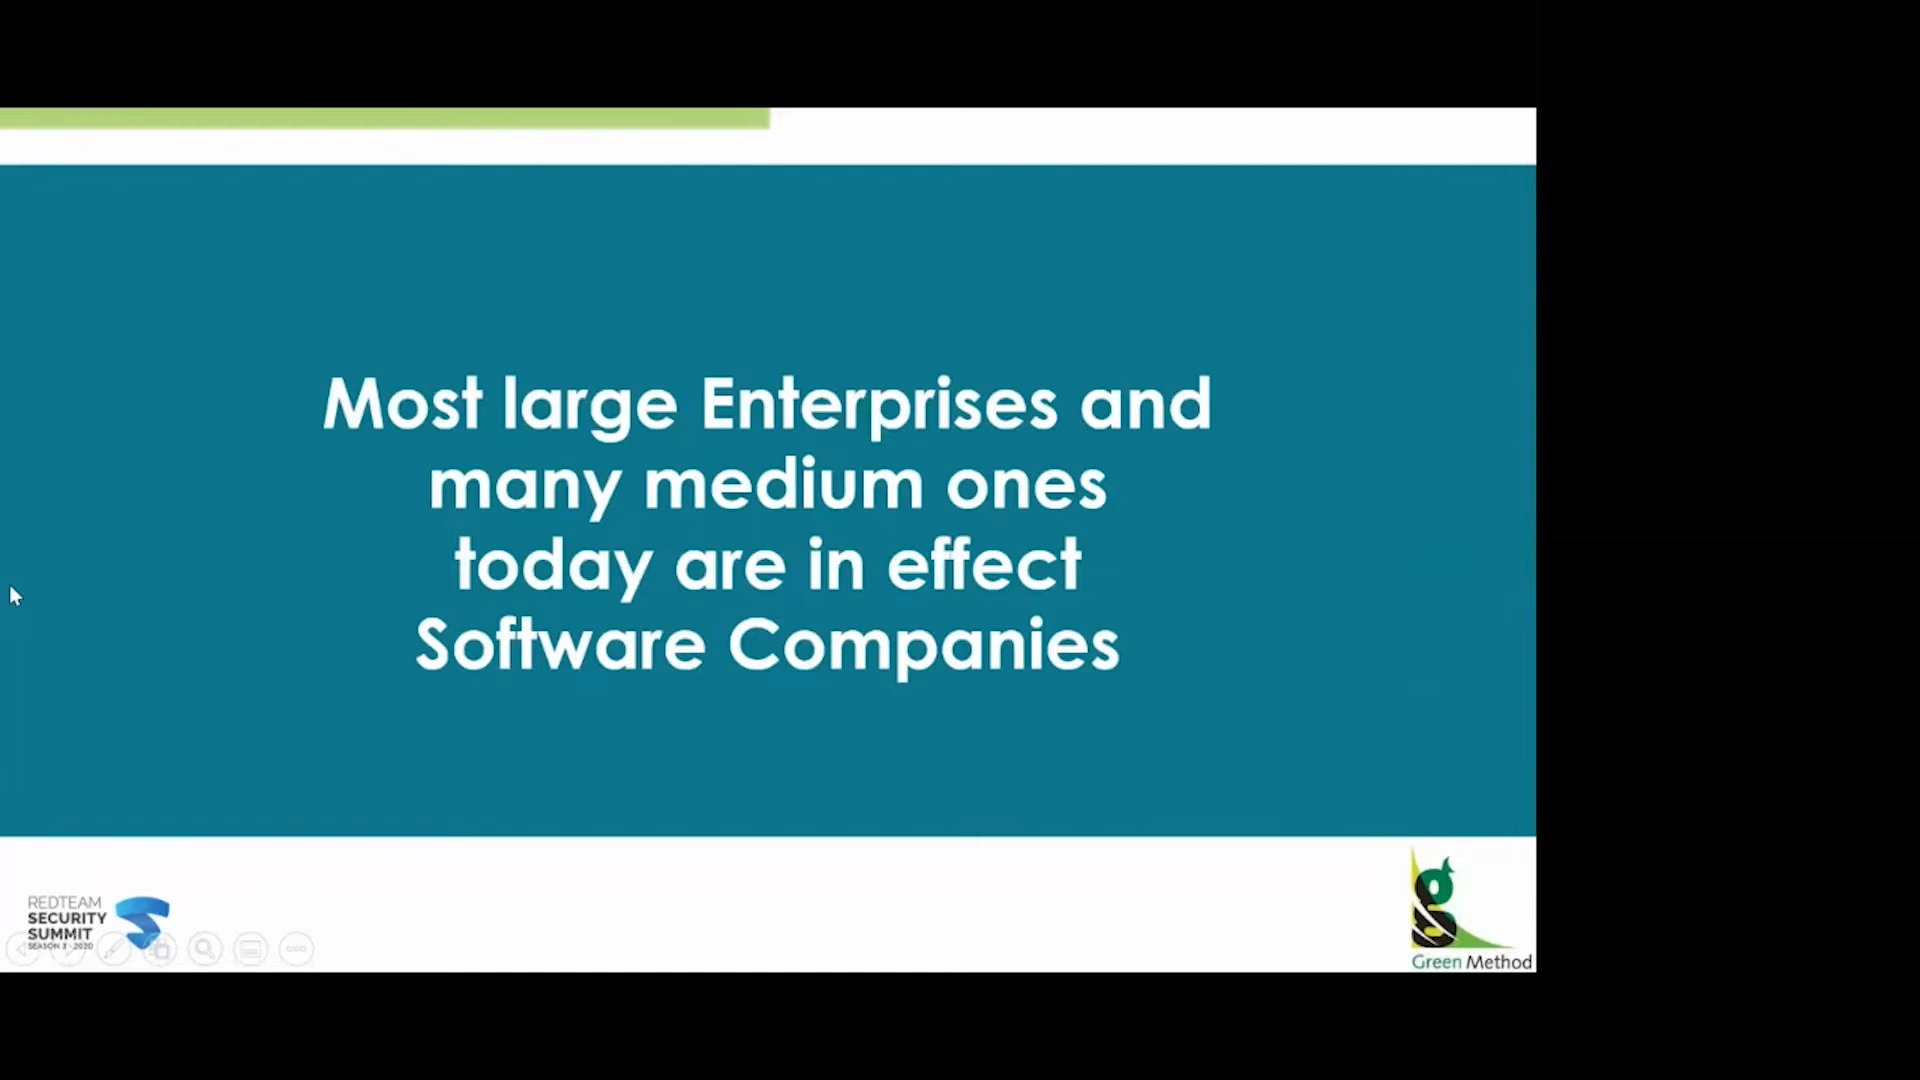 Most large Enterprises and
many medium ones
today are in effect
Software Companies
REDTEAM
SECURITY
SUMMIT
SEASON 3 - 2020
Green Method